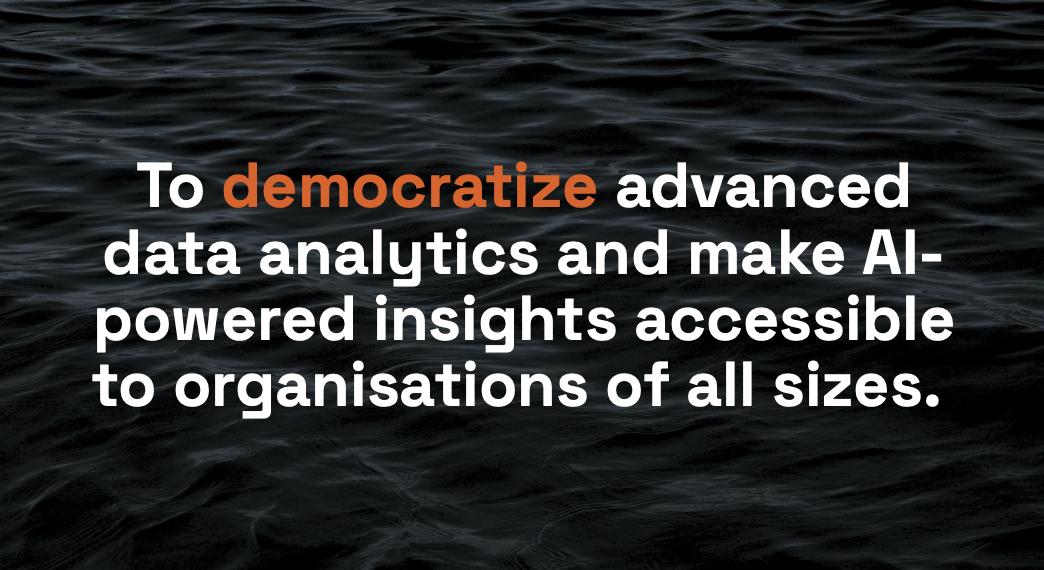 To democratize advanced
data analytics and make AI-
powered insights accessible
to organisations of all sizes.